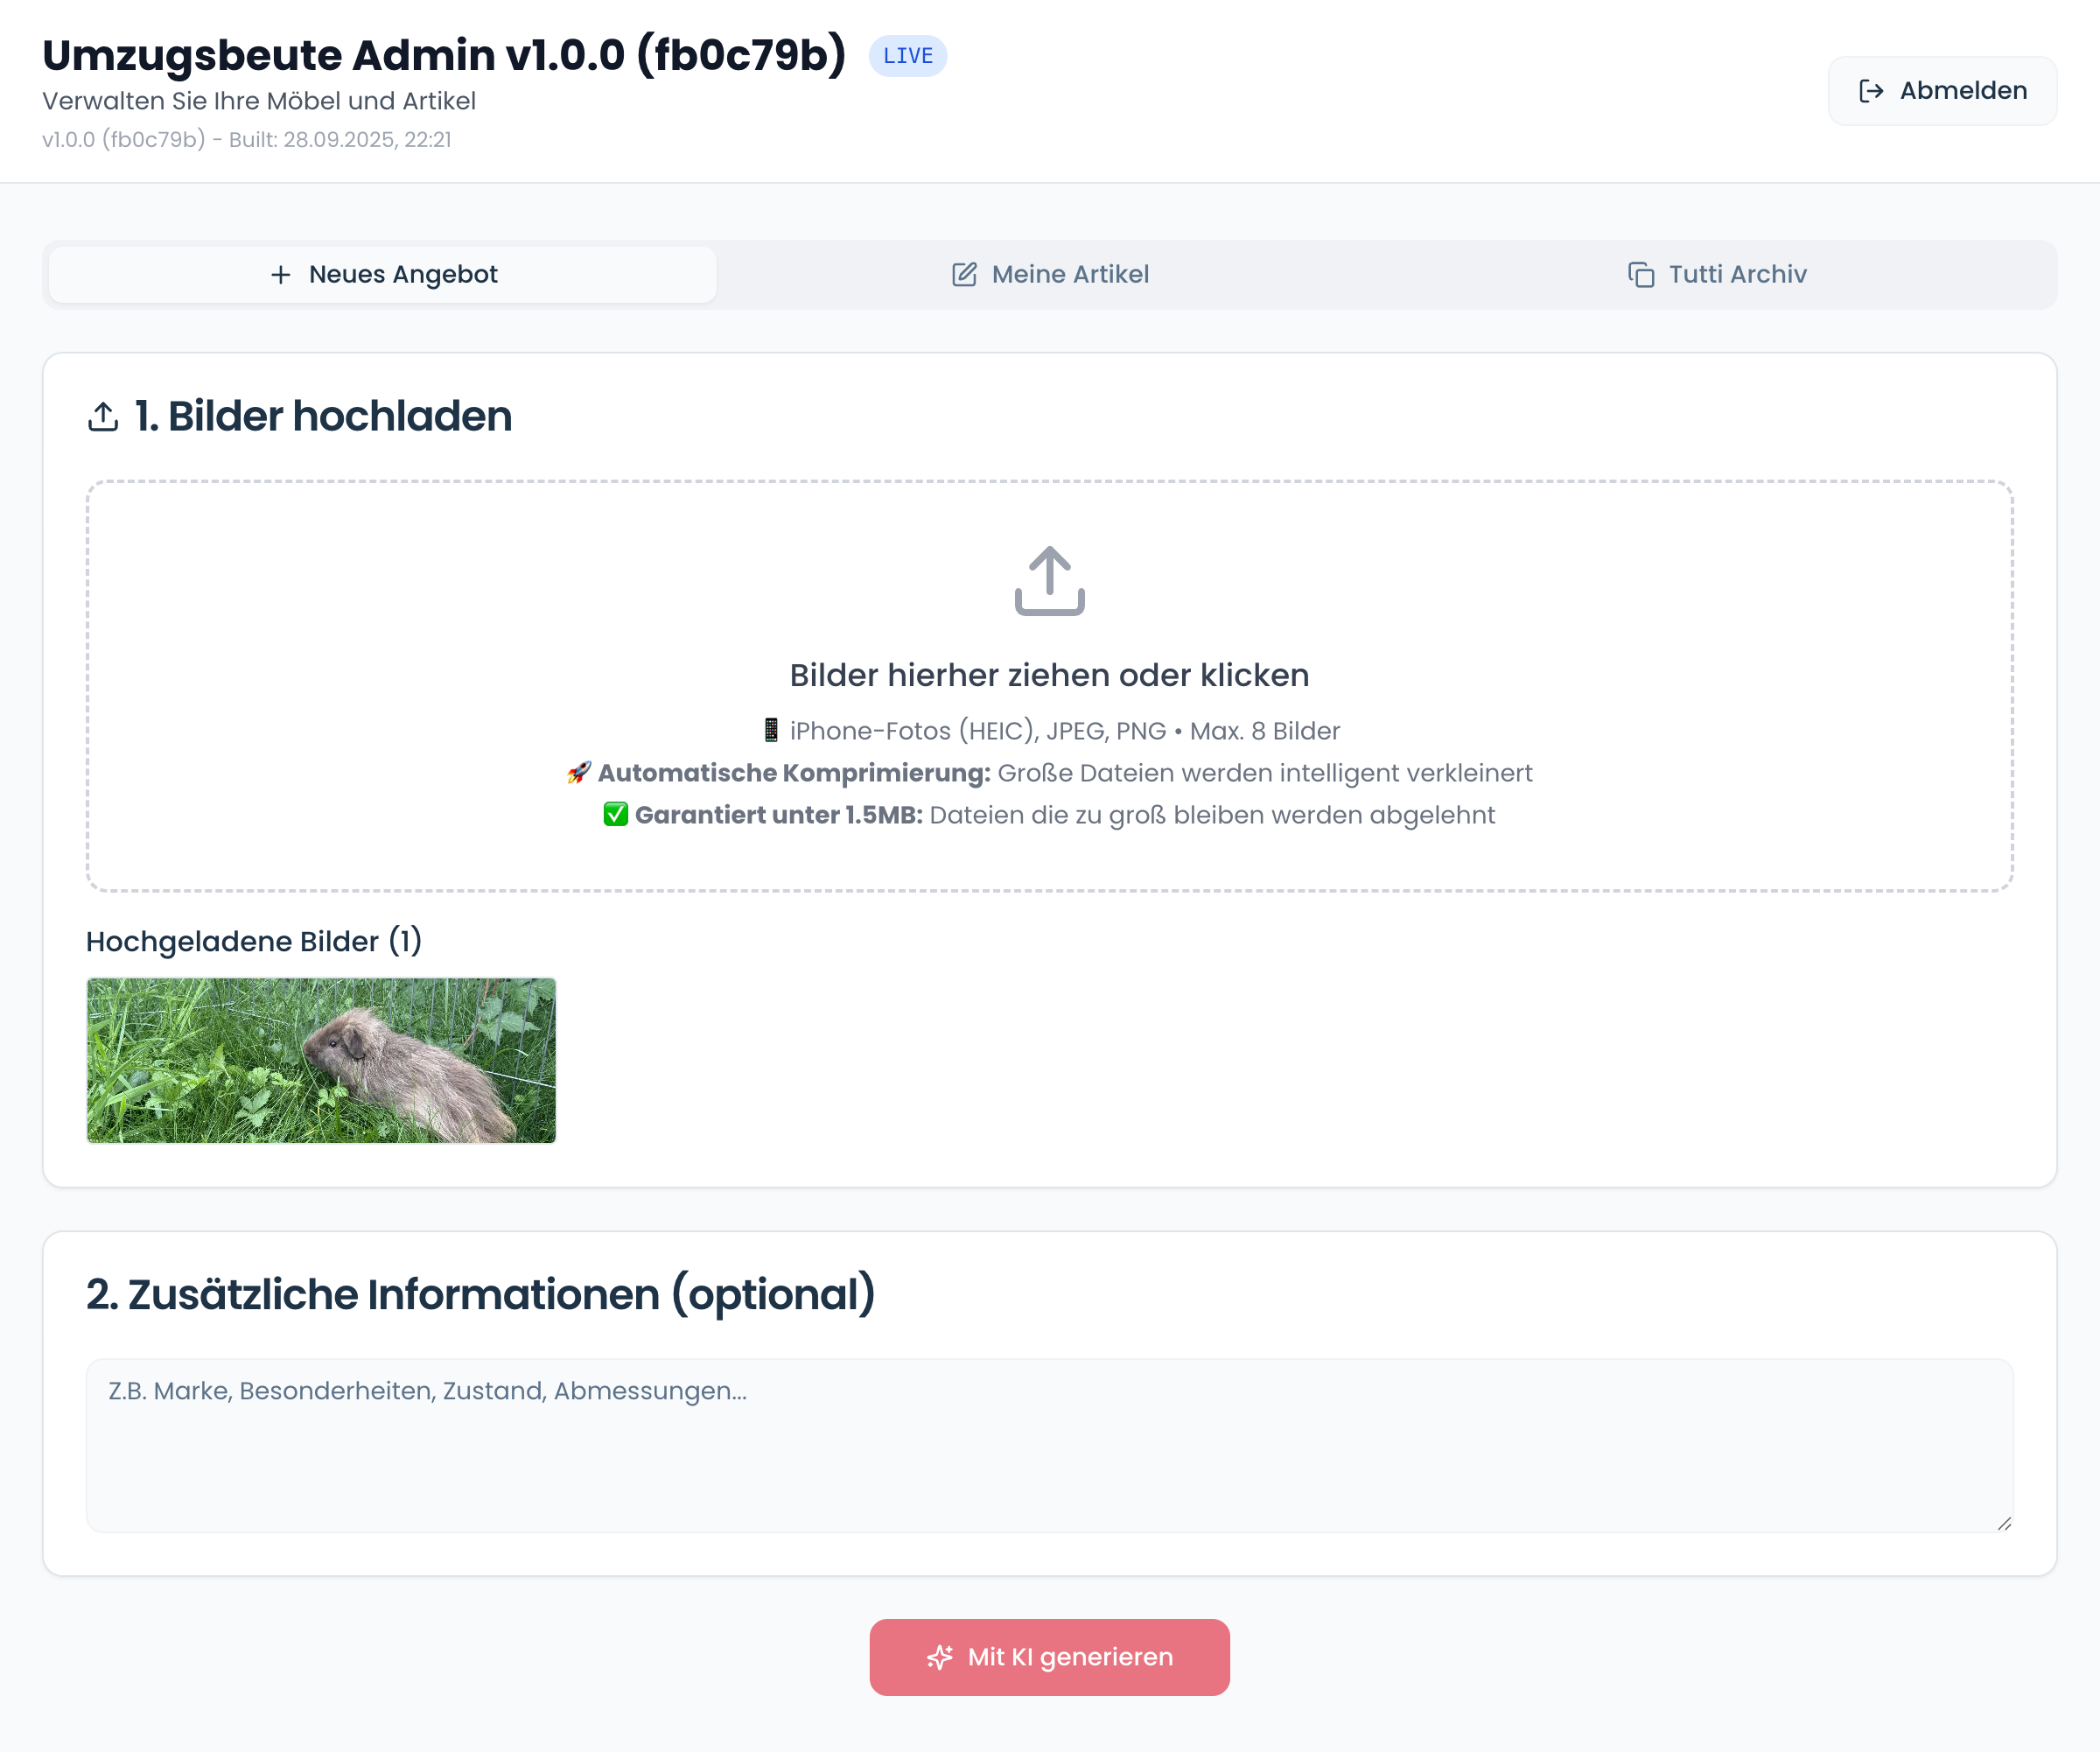 Umzugsbeute Admin v1.0.0 (fb0c79b) LIVE
Verwalten Sie Ihre Möbel und Artikel
v1.0.0 (fb0c79b) - Built: 28.09.2025, 22:21
Abmelden
Neues Angebot
Meine Artikel
Tutti Archiv
1. Bilder hochladen
Bilder hierher ziehen oder klicken
📱 iPhone-Fotos (HEIC), JPEG, PNG • Max. 8 Bilder
🚀 Automatische Komprimierung: Große Dateien werden intelligent verkleinert
✅ Garantiert unter 1.5MB: Dateien die zu groß bleiben werden abgelehnt
Hochgeladene Bilder (1)
2. Zusätzliche Informationen (optional)
Z.B. Marke, Besonderheiten, Zustand, Abmessungen...
Mit KI generieren